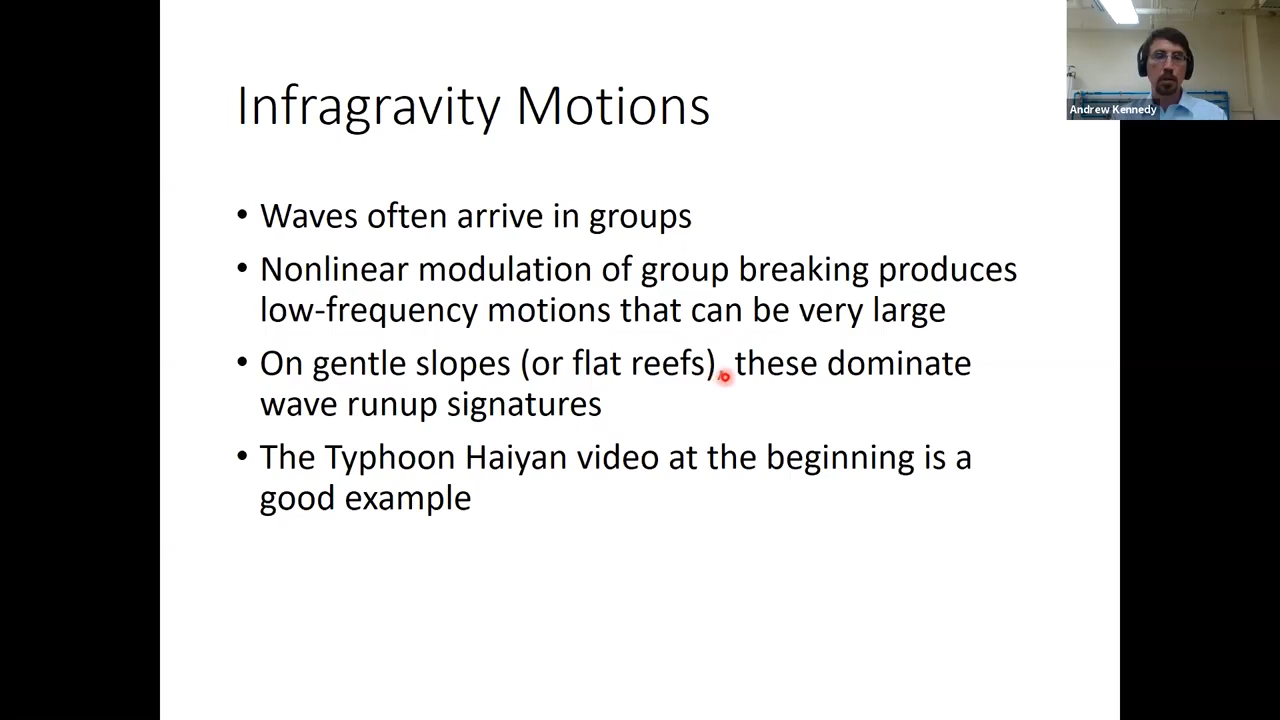 Infragravity Motions
• Waves often arrive in groups
• Nonlinear modulation of group breaking produces
low-frequency motions that can be very large
• On gentle slopes (or flat reefs), these dominate
wave runup signatures
• The Typhoon Haiyan video at the beginning is a
good example
Andrew Kennedy